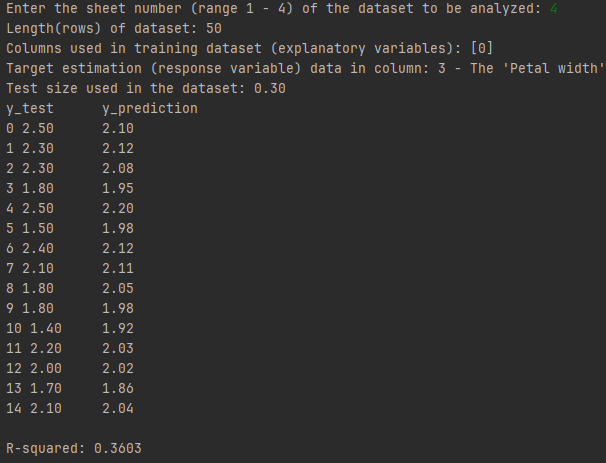 Enter the sheet number (range 1 - 4) of the dataset to be analyzed: 4
Length(rows) of dataset: 50
Columns used in training dataset (explanatory variables): [0]
Target estimation (response variable) data in column: 3 - The 'Petal width'
Test size used in the dataset: 0.30
y_test      y_prediction
0 2.50      2.10
1 2.30      2.12
2 2.30      2.08
3 1.80      1.95
4 2.50      2.20
5 1.50      1.98
6 2.40      2.12
7 2.10      2.11
8 1.80      2.05
9 1.80      1.98
10 1.40     1.92
11 2.20     2.03
12 2.00     2.02
13 1.70     1.86
14 2.10     2.04
R-squared: 0.3603